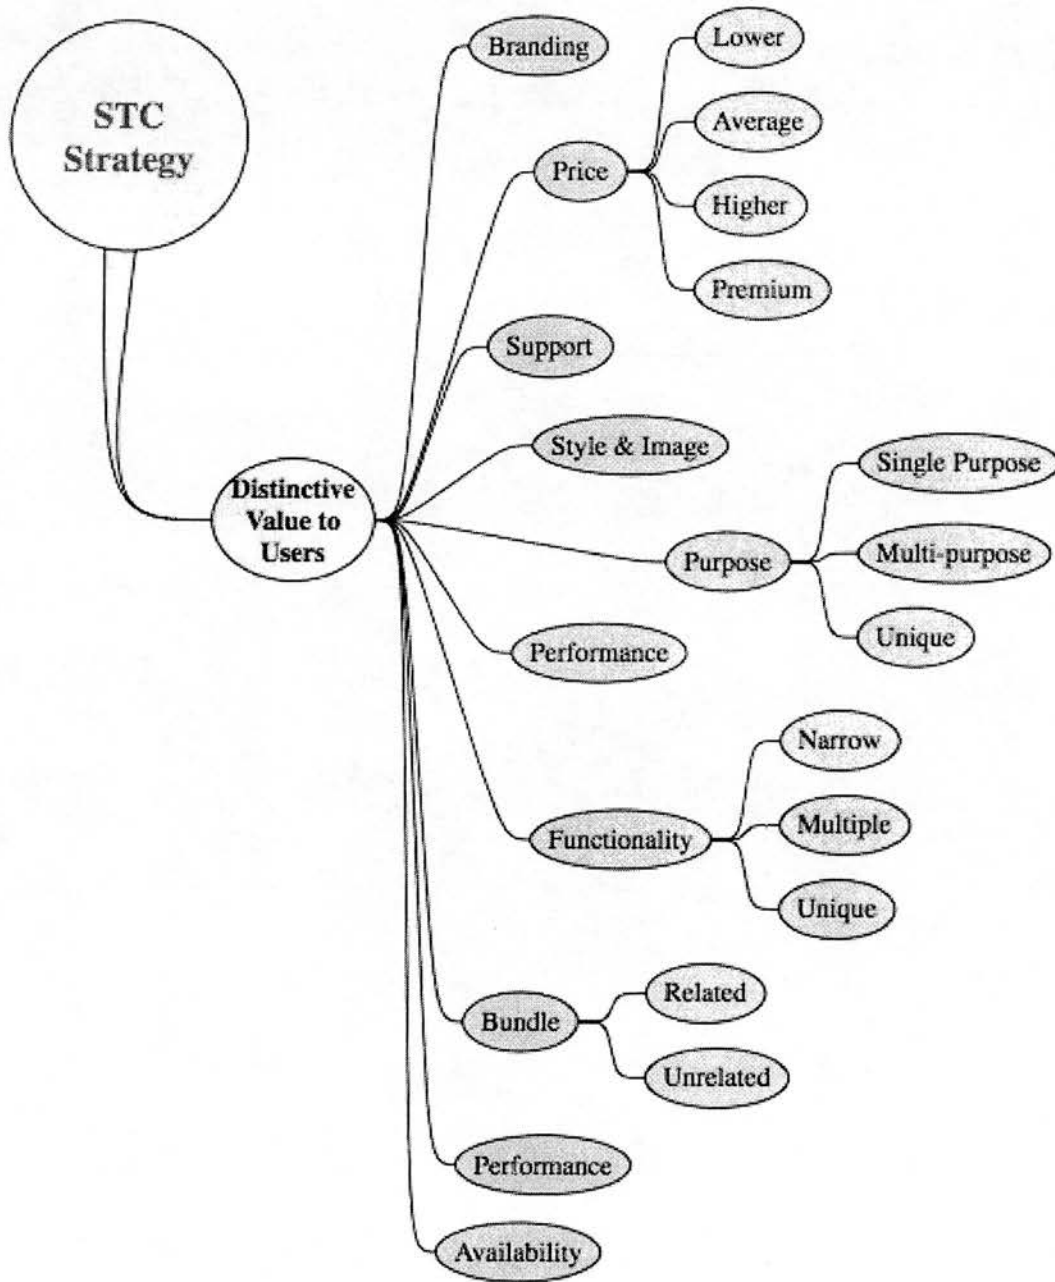 STC
Strategy
Distinctive
Value to
Users
Branding
Price
Lower
Average
Higher
Premium
Support
Style & Image
Purpose
Single Purpose
Multi-purpose
Unique
Performance
Functionality
Narrow
Multiple
Unique
Bundle
Related
Unrelated
Performance
Availability